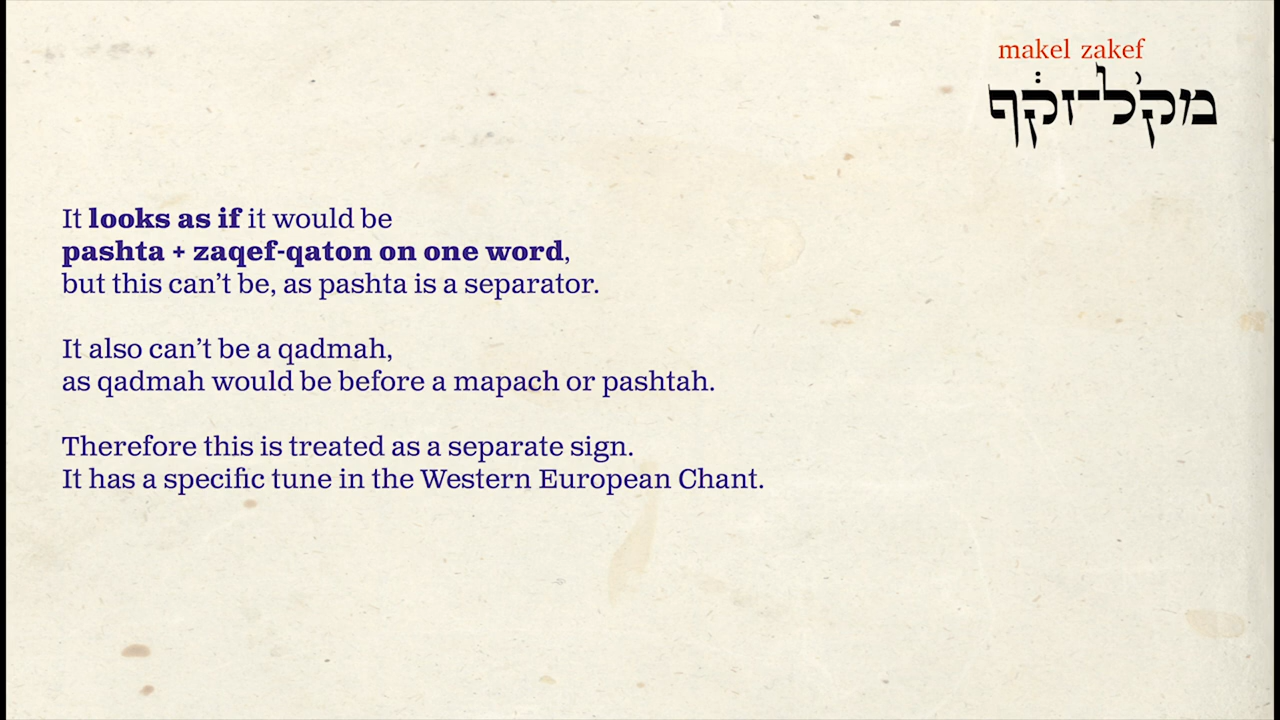 makel zakef
מק֙ל־זק֔ף
It looks as if it would be
pashta + zaqef-qaton on one word,
but this can’t be, as pashta is a separator.
It also can’t be a qadmah,
as qadmah would be before a mapach or pashtah.
Therefore this is treated as a separate sign.
It has a specific tune in the Western European Chant.